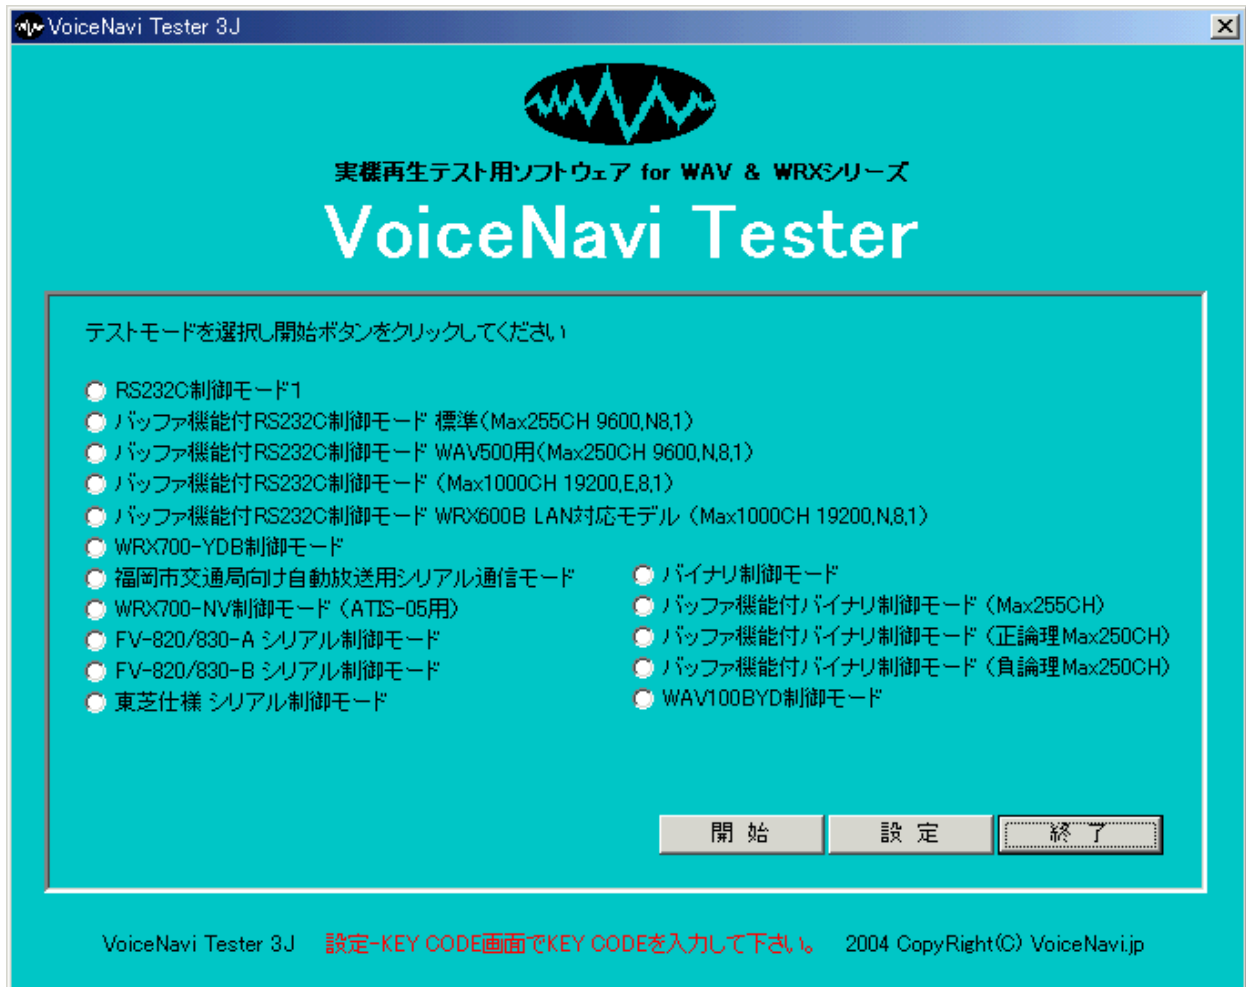 VoiceNavi Tester 3J
実機再生テスト用ソフトウェア for WAV & WRXシリーズ
VoiceNavi Tester
テストモードを選択し開始ボタンをクリックしてください
RS232C制御モード1
バッファ機能付RS232C制御モード 標準(Max255CH 9600,N8,1)
バッファ機能付RS232C制御モード WAV500用(Max250CH 9600,N,8,1)
バッファ機能付RS232C制御モード (Max1000CH 19200,E,8,1)
バッファ機能付RS232C制御モード WRX600B LAN対応モデル (Max1000CH 19200,N,8,1)
WRX700-YDB制御モード
福岡市交通局向け自動放送用シリアル通信モード
WRX700-NV制御モード (ATIS-05用)
FV-820/830-A シリアル制御モード
FV-820/830-B シリアル制御モード
東芝仕様 シリアル制御モード
バイナリ制御モード
バッファ機能付バイナリ制御モード (Max255CH)
バッファ機能付バイナリ制御モード (正論理Max250CH)
バッファ機能付バイナリ制御モード (負論理Max250CH)
WAV100BYD制御モード
開 始 設 定 終 了
VoiceNavi Tester 3J 設定-KEY CODE画面でKEY CODEを入力して下さい。 2004 CopyRight(C) VoiceNavi.jp